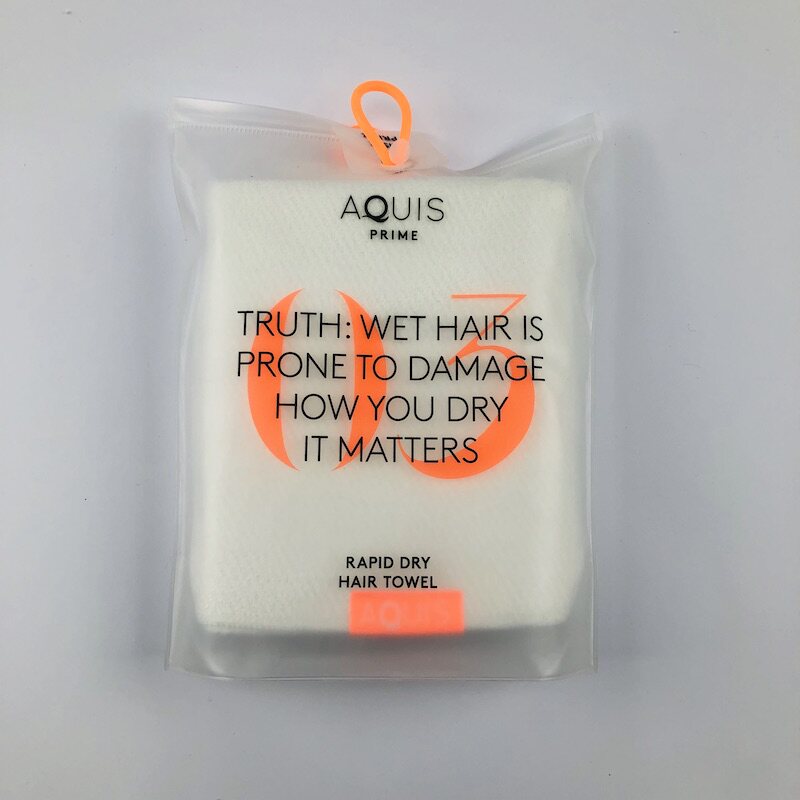 AQUIS
PRIME
03
TRUTH: WET HAIR IS
PRONE TO DAMAGE
HOW YOU DRY
IT MATTERS
RAPID DRY
HAIR TOWEL
AQUIS